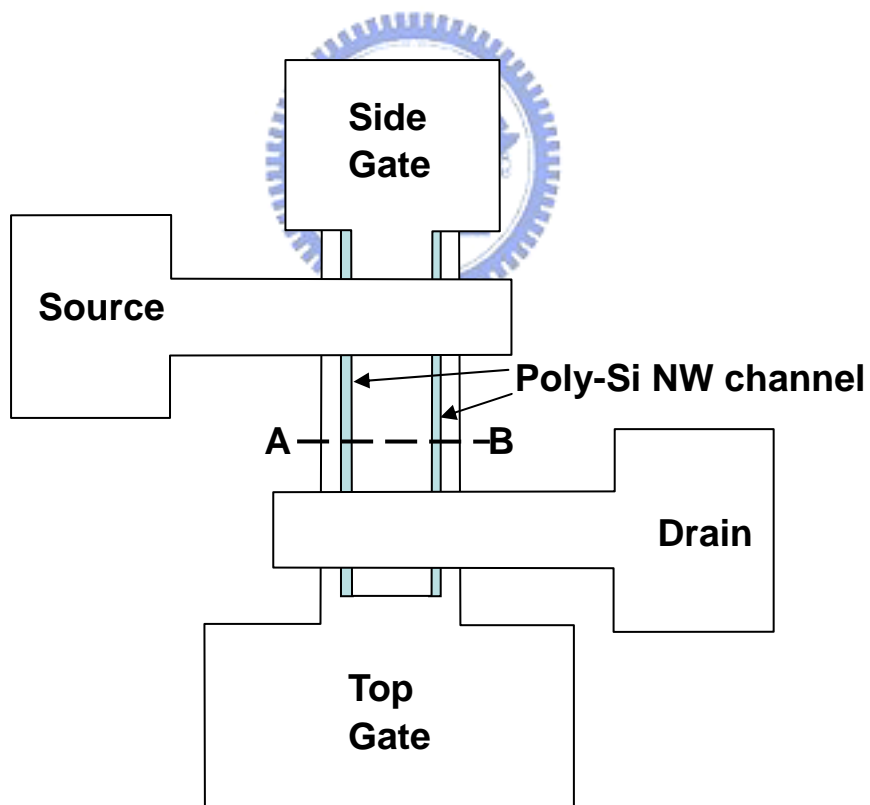 Side
Gate
Source
Poly-Si NW channel
A
B
Drain
Top
Gate